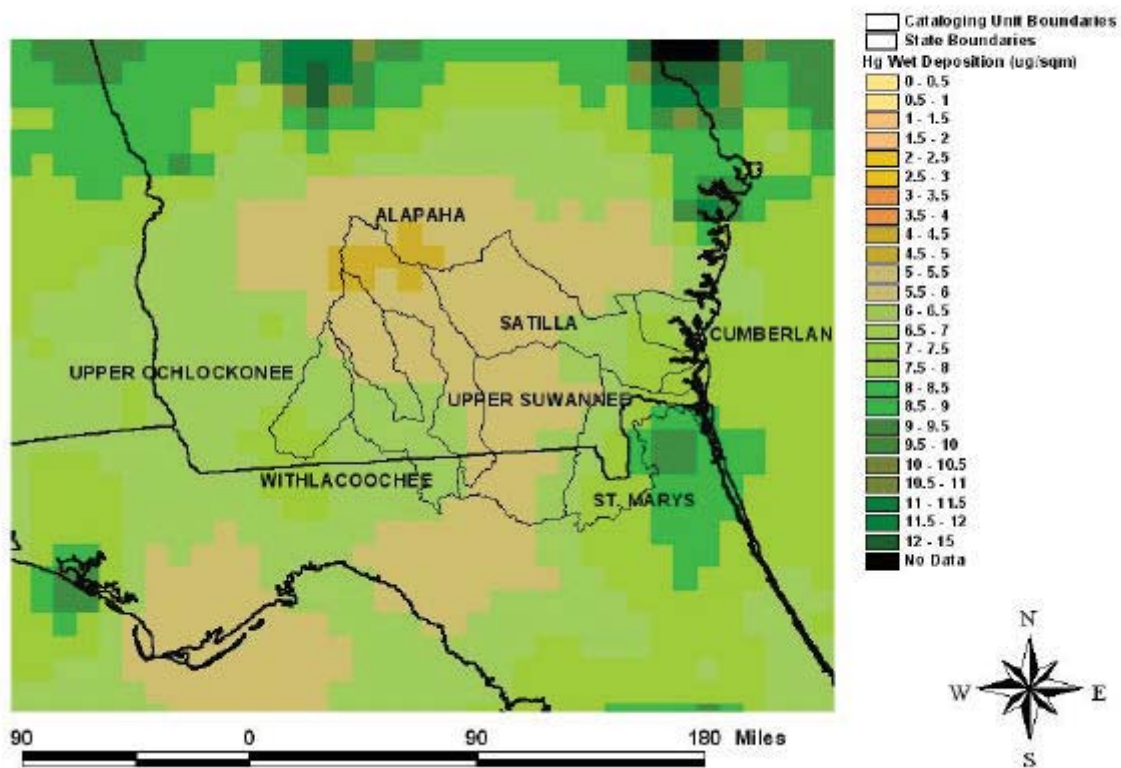 Cataloging Unit Boundaries
State Boundaries
Hg Wet Deposition (ug/sqm)
0 - 0.5
0.5 - 1
1 - 1.5
1.5 - 2
2 - 2.5
2.5 - 3
3 - 3.5
3.5 - 4
4 - 4.5
4.5 - 5
5 - 5.5
5.5 - 6
6 - 6.5
6.5 - 7
7 - 7.5
7.5 - 8
8 - 8.5
8.5 - 9
9 - 9.5
9.5 - 10
10 - 10.5
10.5 - 11
11 - 11.5
11.5 - 12
12 - 15
No Data
ALAPAHA
SATILLA
CUMBERLAN
UPPER OCHLOCKONEE
UPPER SUWANNEE
WITHLACOOCHEE
ST. MARYS
N
W E
S
90 0 90 180 Miles